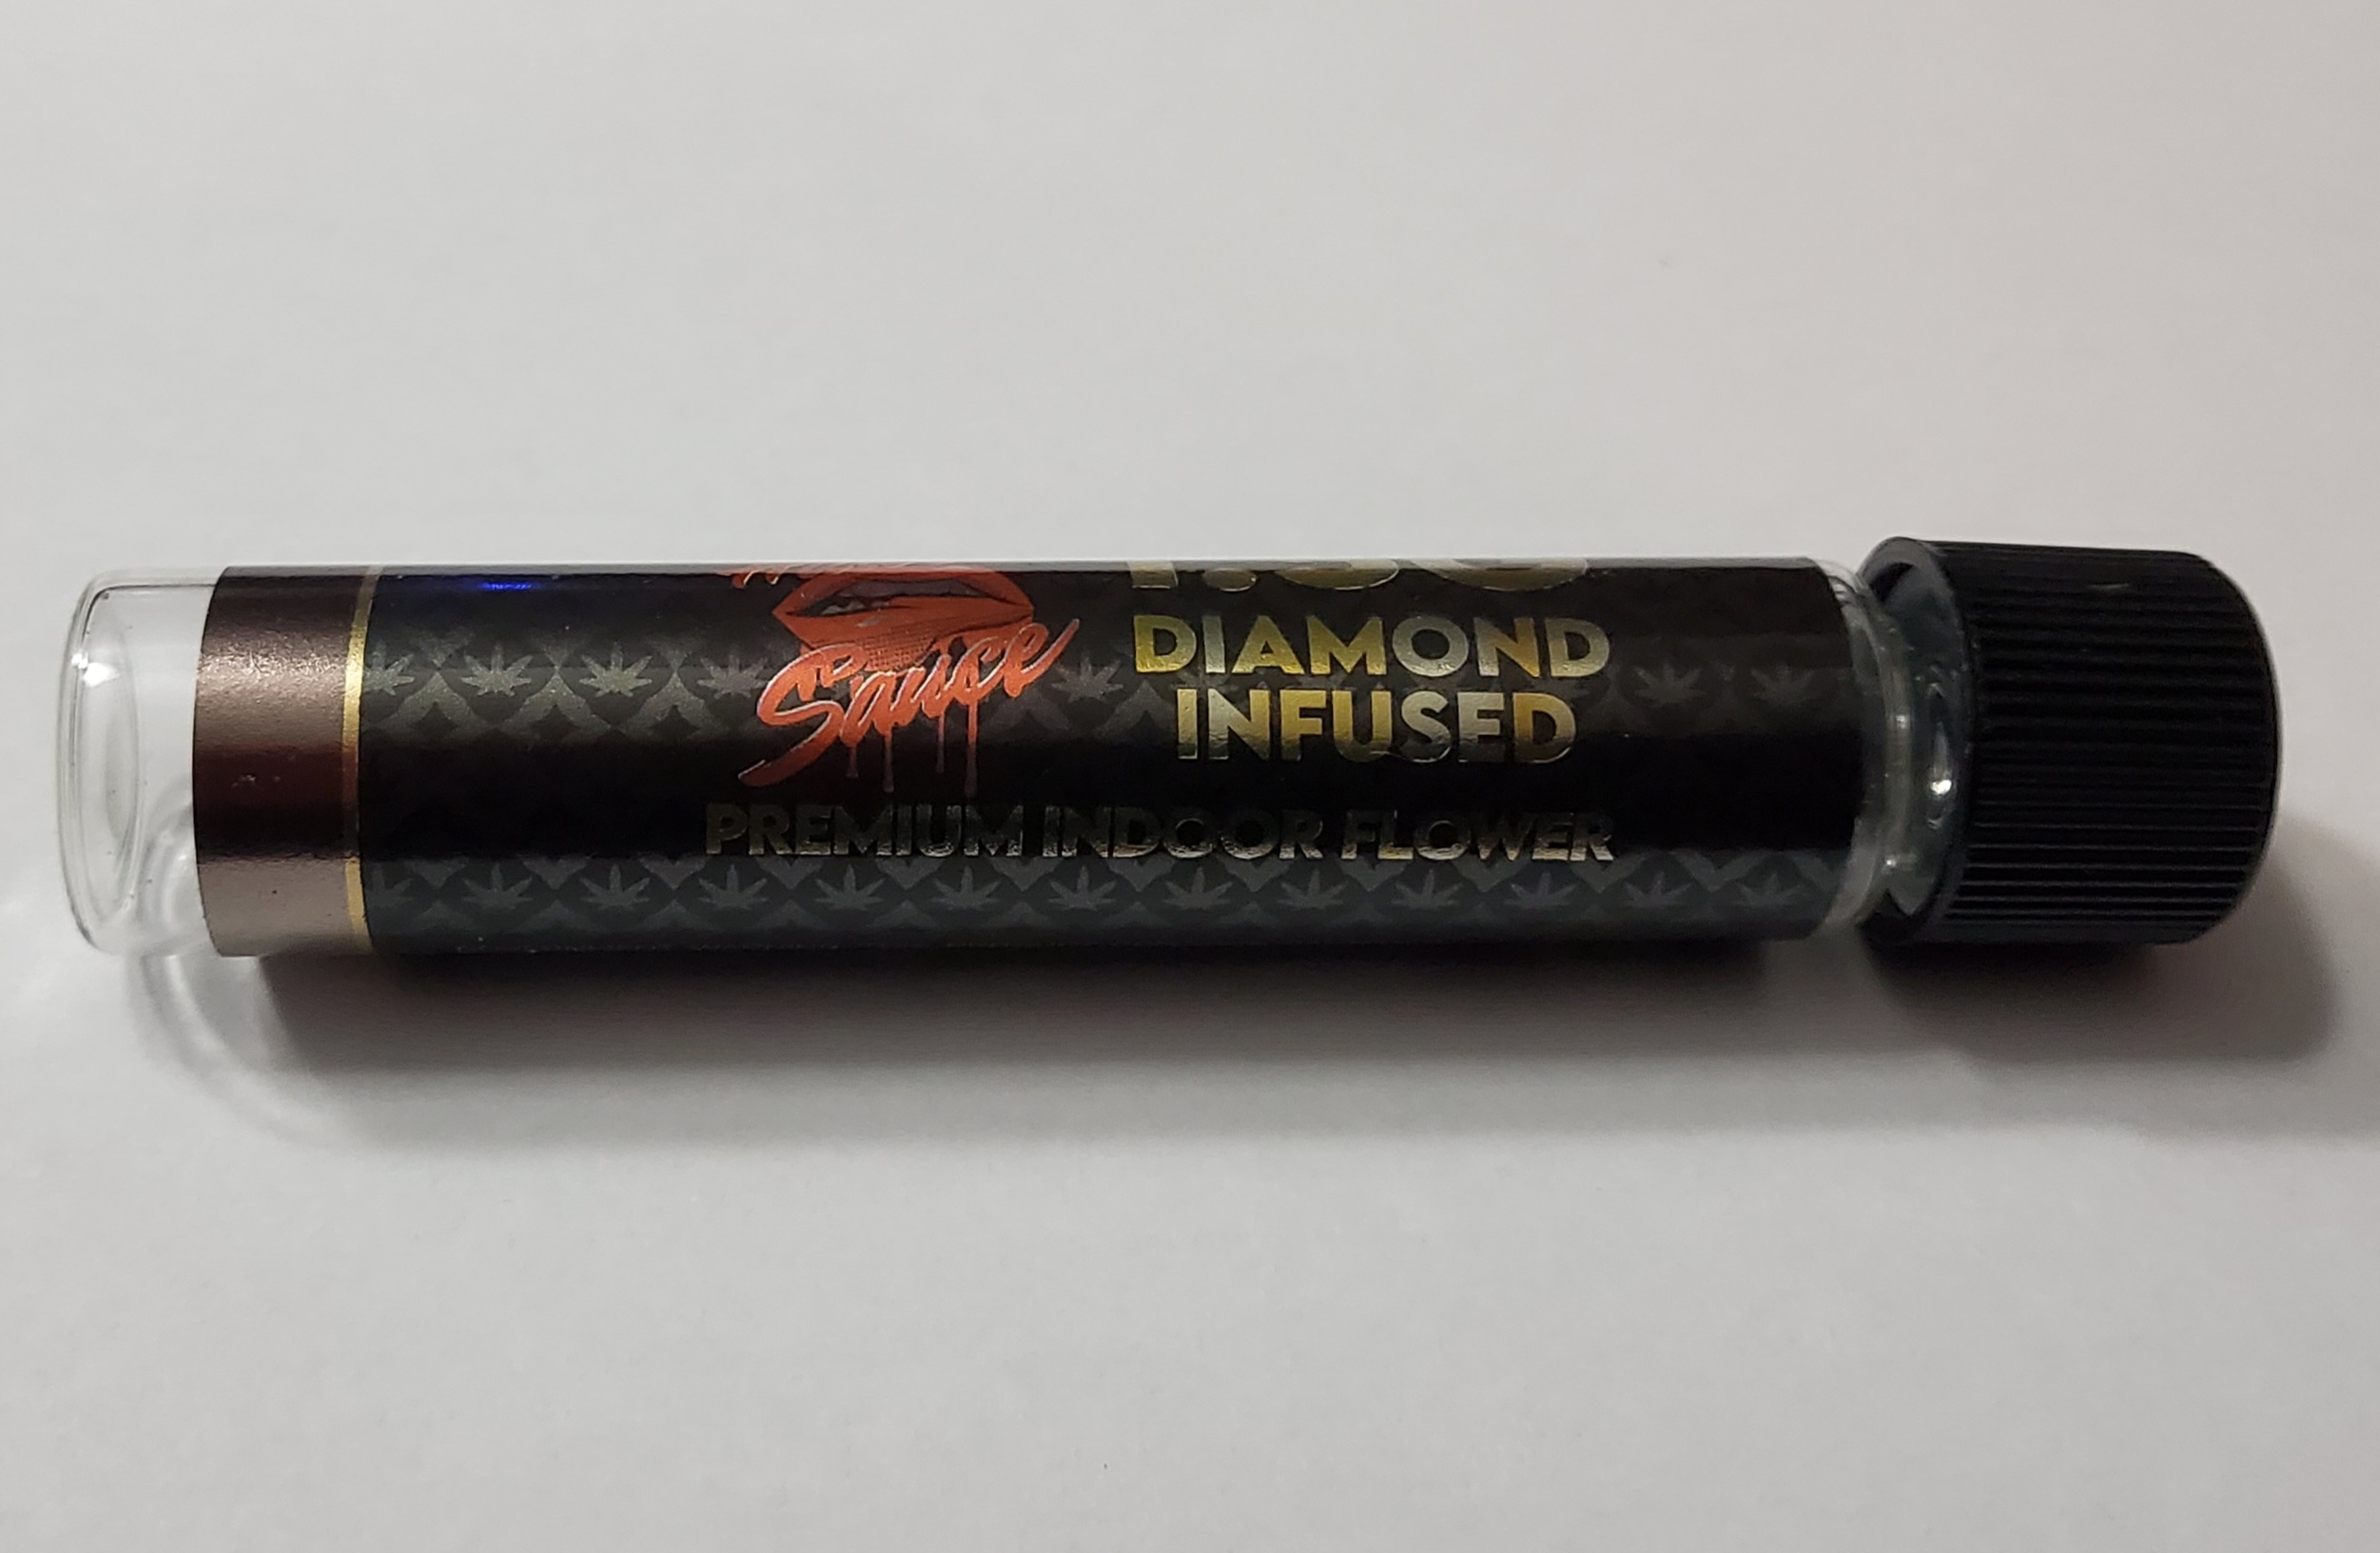 Sauce
DIAMOND
INFUSED
PREMIUM INDOOR FLOWER